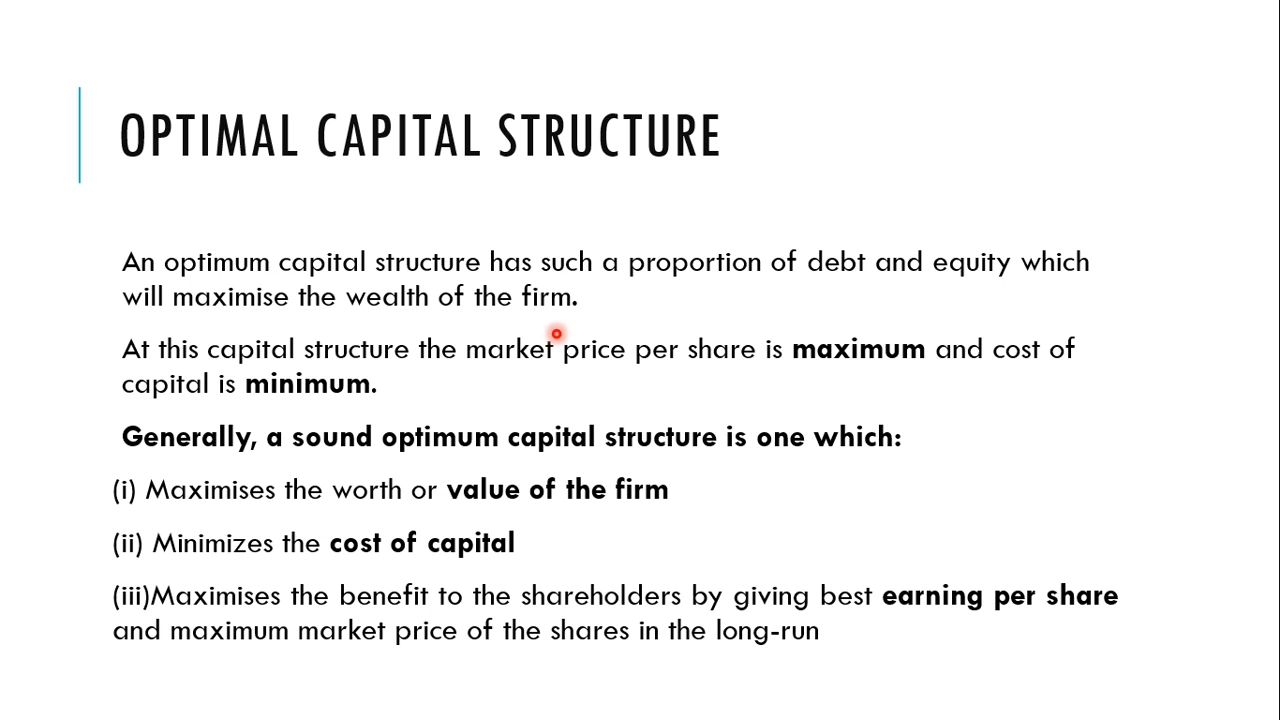 OPTIMAL CAPITAL STRUCTURE
An optimum capital structure has such a proportion of debt and equity which
will maximise the wealth of the firm.
At this capital structure the market price per share is maximum and cost of
capital is minimum.
Generally, a sound optimum capital structure is one which:
(i) Maximises the worth or value of the firm
(ii) Minimizes the cost of capital
(iii)Maximises the benefit to the shareholders by giving best earning per share
and maximum market price of the shares in the long-run